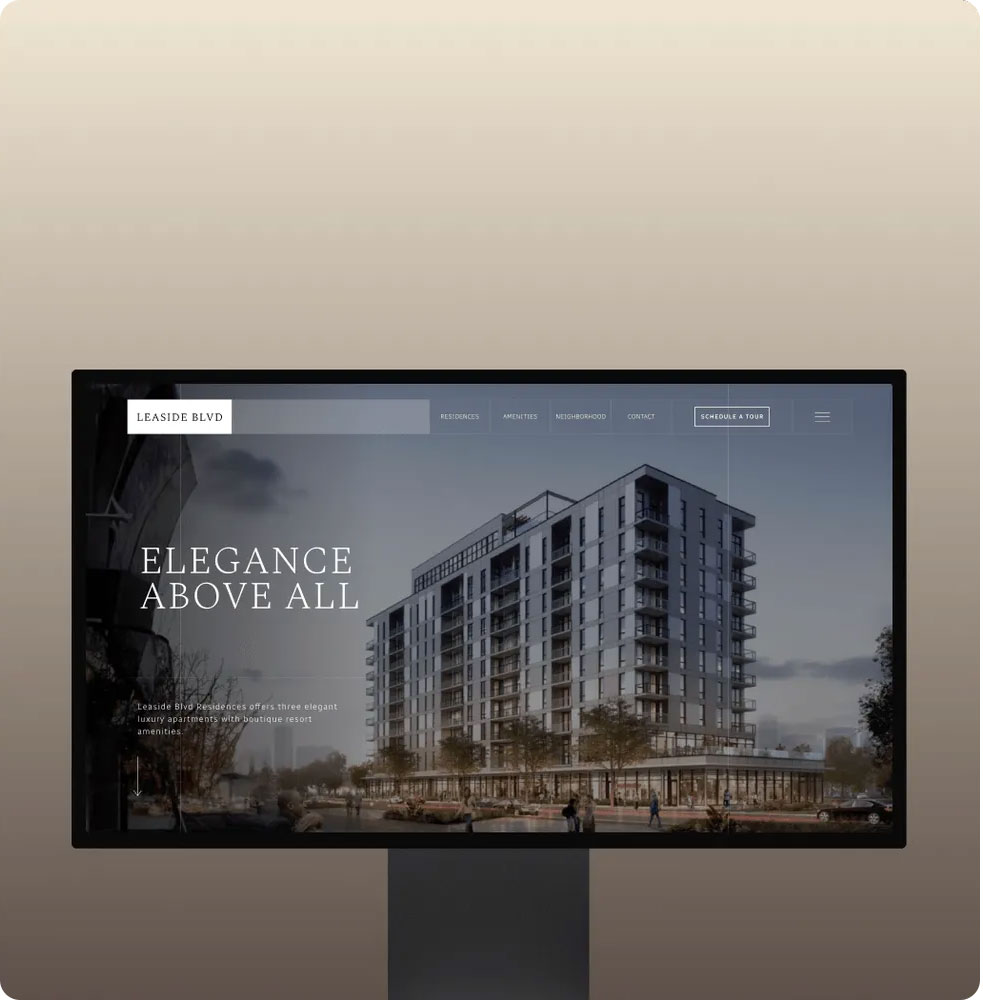 LEASIDE BLVD
RESIDENCES
AMENITIES
NEIGHBORHOOD
CONTACT
SCHEDULE A TOUR
ELEGANCE
ABOVE ALL
Leaside Blvd Residences offers three elegant
luxury apartments with boutique resort
amenities.